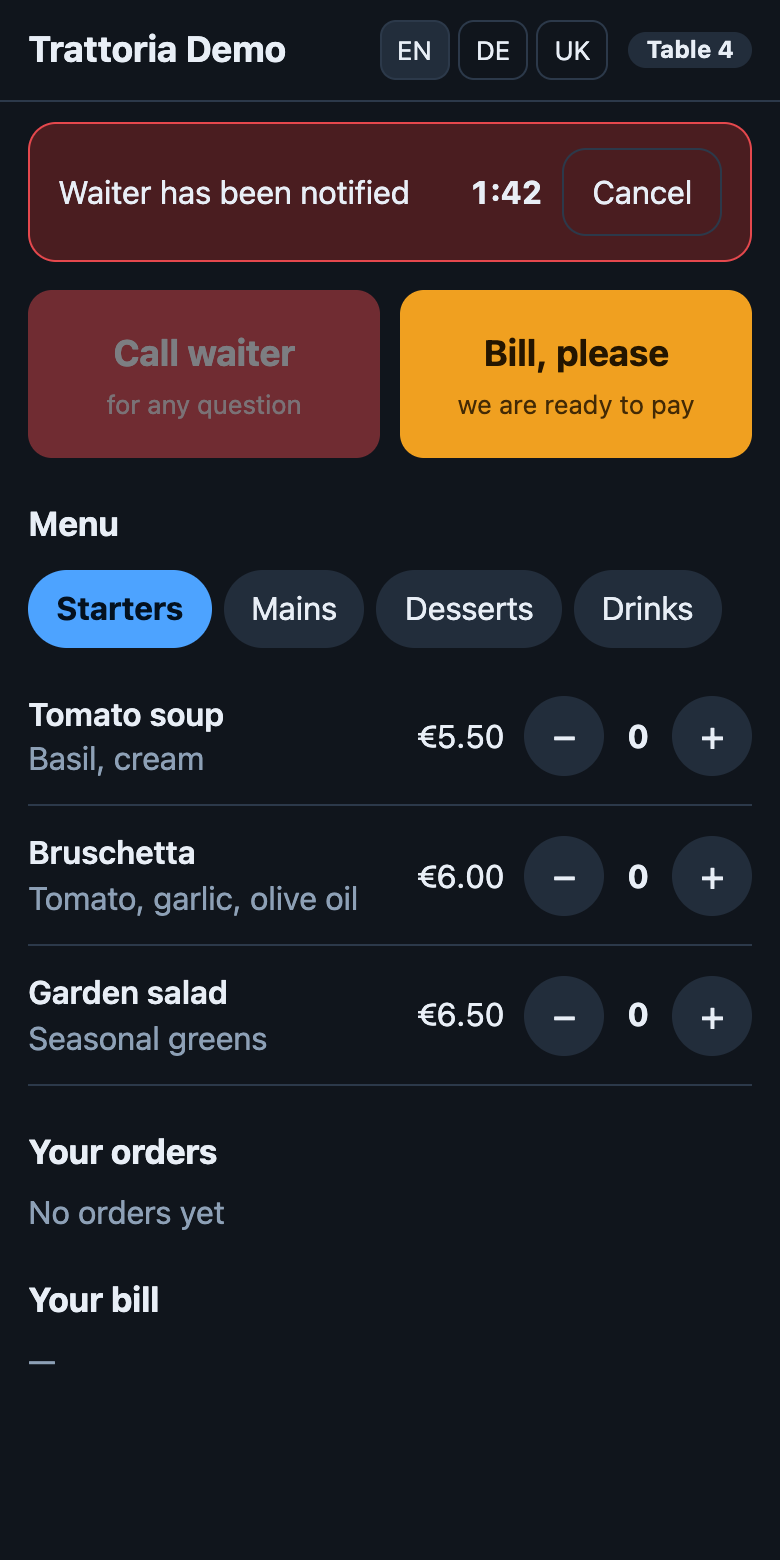 Trattoria Demo EN DE UK Table 4
Waiter has been notified 1:42 Cancel
Call waiter
for any question
Bill, please
we are ready to pay
Menu
Starters Mains Desserts Drinks
Tomato soup
Basil, cream
€5.50 − 0 +
Bruschetta
Tomato, garlic, olive oil
€6.00 − 0 +
Garden salad
Seasonal greens
€6.50 − 0 +
Your orders
No orders yet
Your bill
—